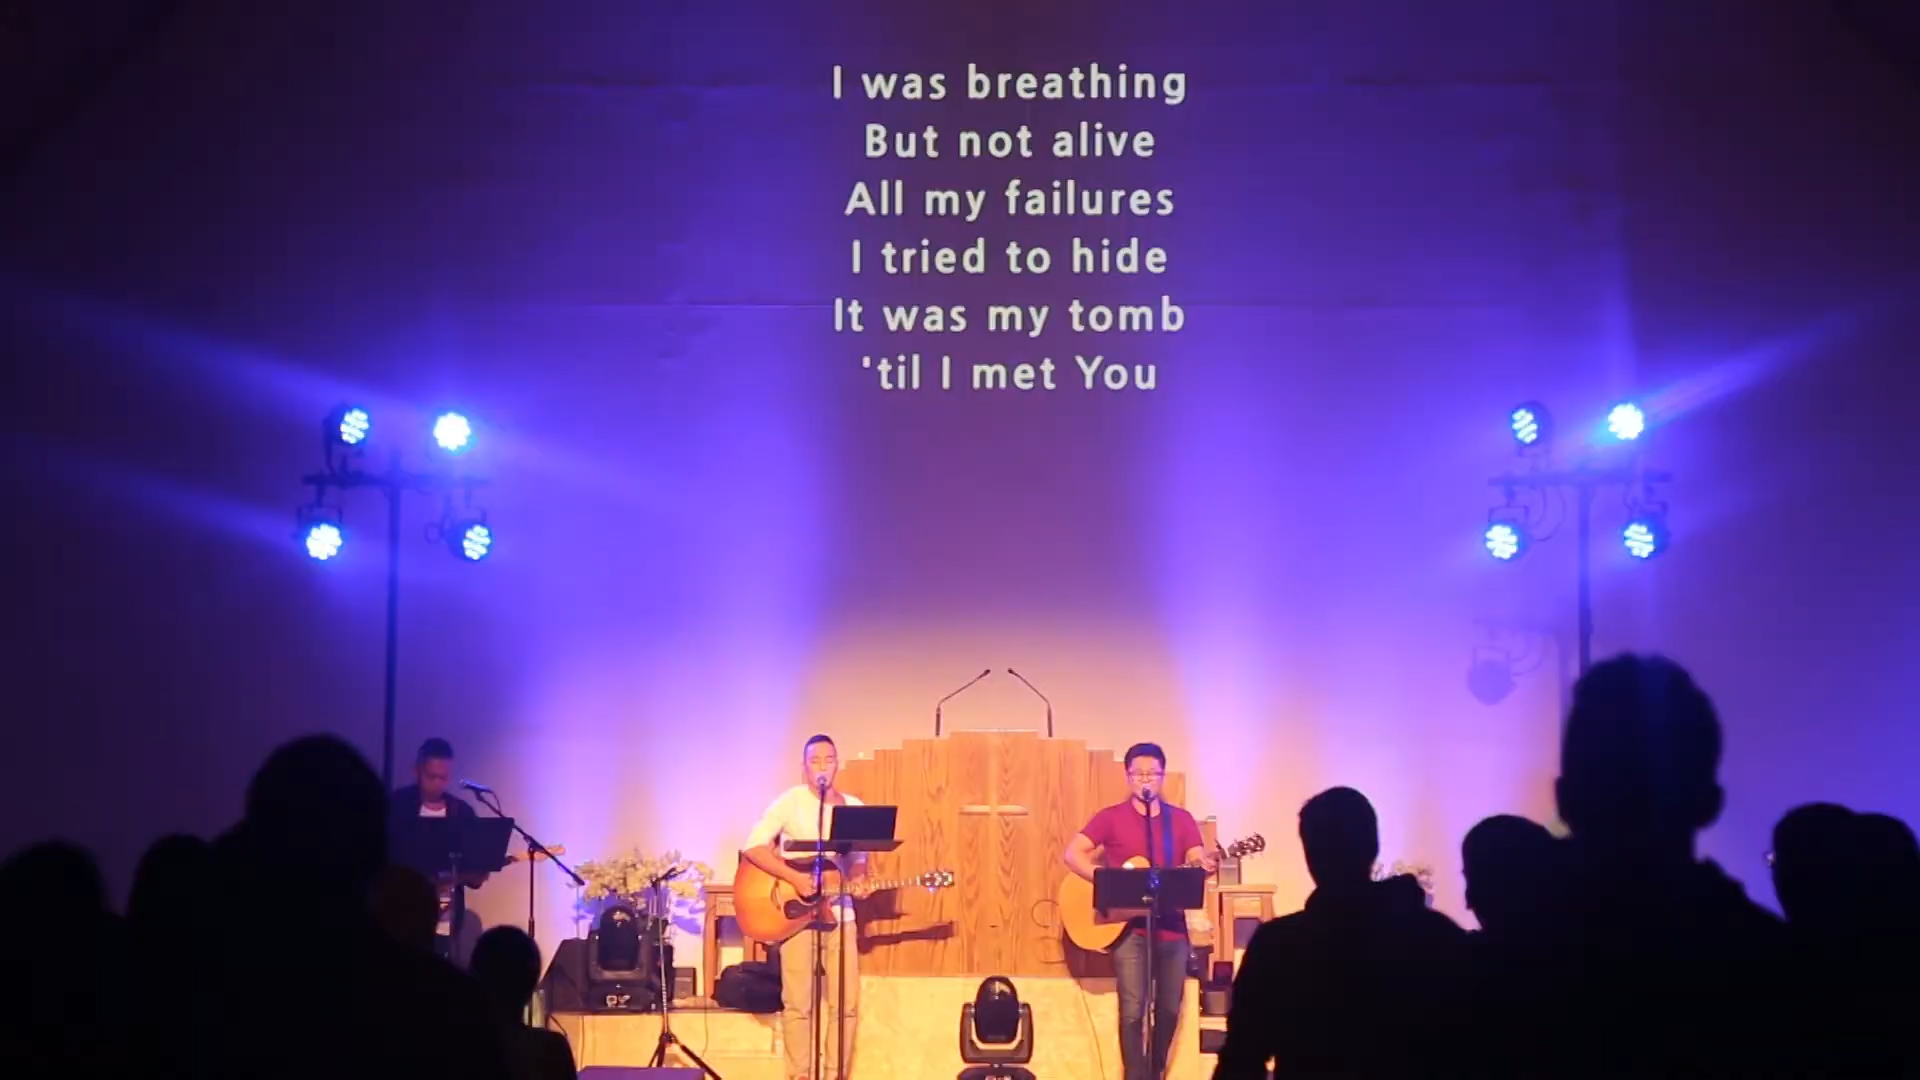 I was breathing
But not alive
All my failures
I tried to hide
It was my tomb
'til I met You